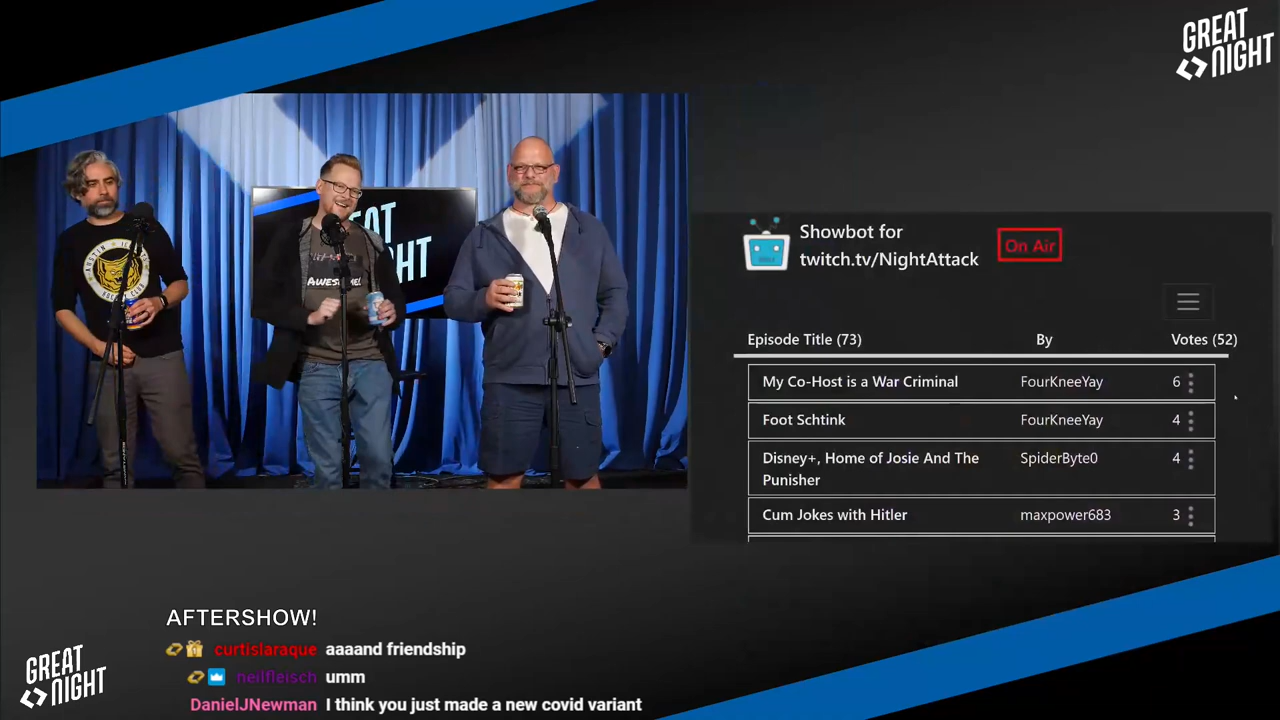 GREAT
NIGHT
Showbot for
twitch.tv/NightAttack
On Air
Episode Title (73) By Votes (52)
My Co-Host is a War Criminal FourKneeYay 6
Foot Schtink FourKneeYay 4
Disney+, Home of Josie And The
Punisher SpiderByte0 4
Cum Jokes with Hitler maxpower683 3
AUSTIN
AWESOME!
AFTERSHOW!
curtislaraque aaaand friendship
neilfleisch umm
DanielJNewman I think you just made a new covid variant
GREAT
NIGHT